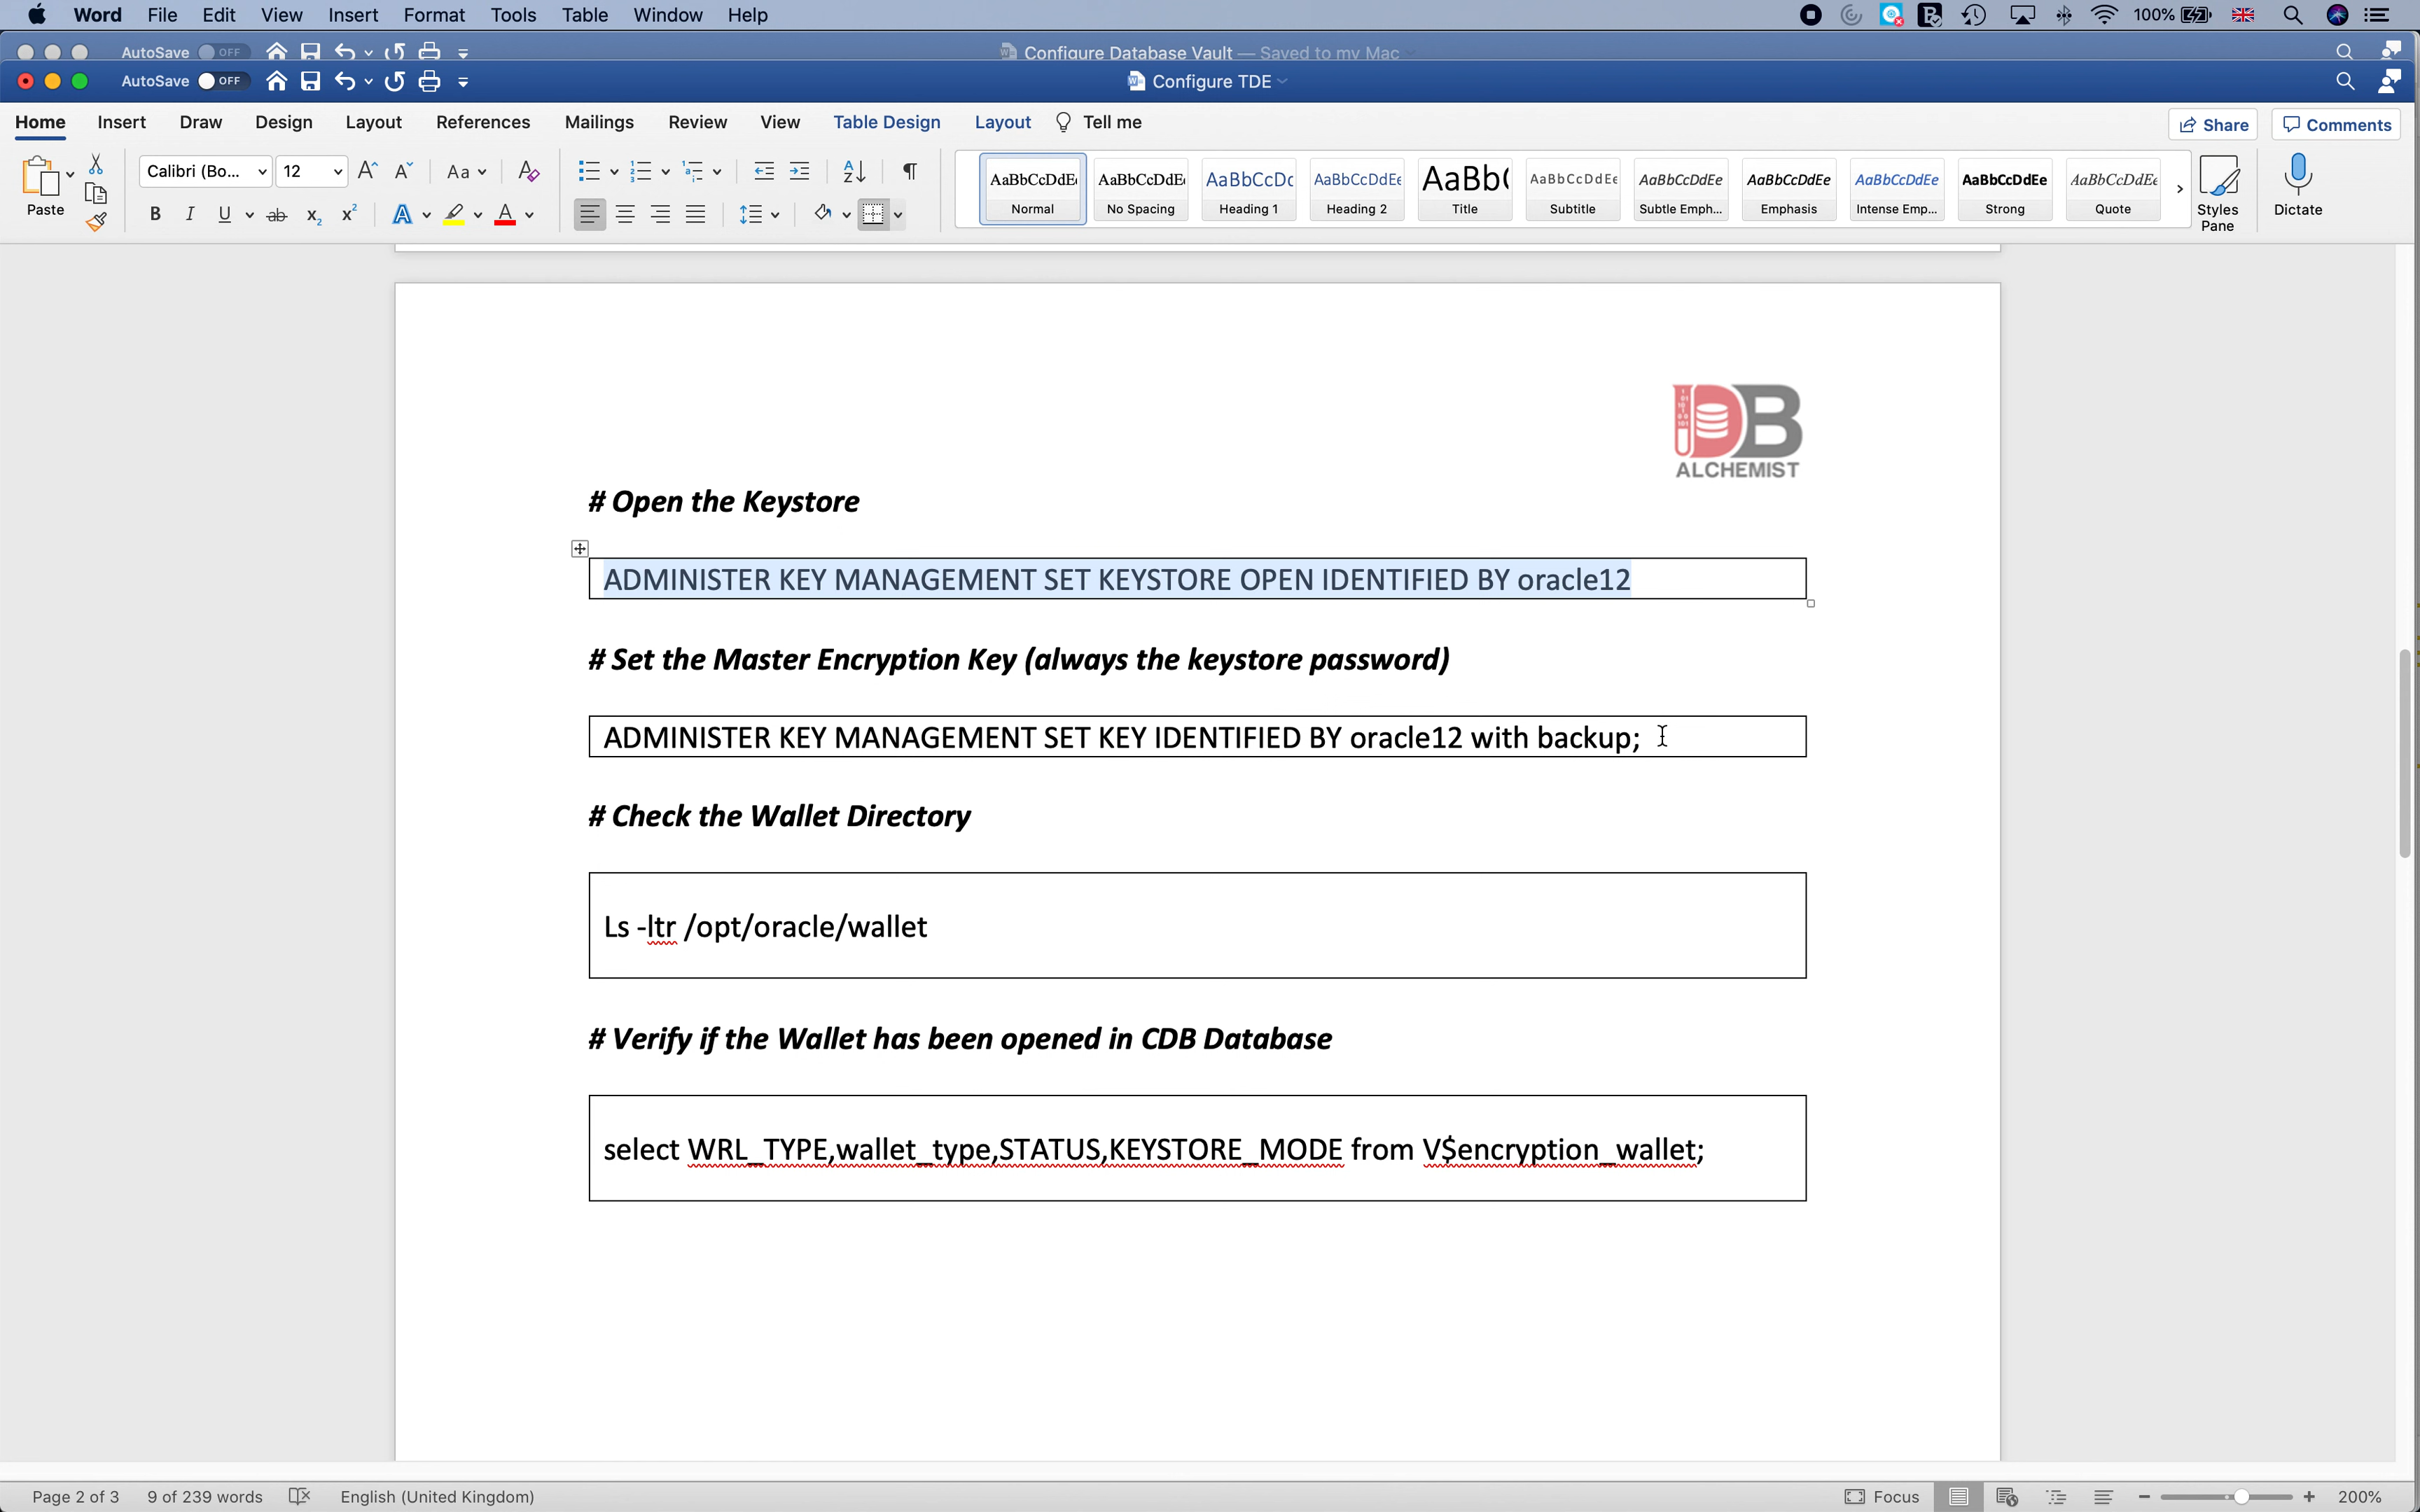 Word File Edit View Insert Format Tools Table Window Help 100%
AutoSave OFF Configure Database Vault — Saved to my Mac
AutoSave OFF Configure TDE
Home Insert Draw Design Layout References Mailings Review View Table Design Layout Tell me Share Comments
Paste Calibri (Bo... 12 Aa
AaBbCcDdEe AaBbCcDdEe AaBbCcDc AaBbCcDdEe AaBb( AaBbCcDdEe AaBbCcDdEe AaBbCcDdEe AaBbCcDdEe AaBbCcDdEe AaBbCcDdEe
Normal No Spacing Heading 1 Heading 2 Title Subtitle Subtle Emph... Emphasis Intense Emp... Strong Quote Styles Pane Dictate
DB
ALCHEMIST
# Open the Keystore
ADMINISTER KEY MANAGEMENT SET KEYSTORE OPEN IDENTIFIED BY oracle12
# Set the Master Encryption Key (always the keystore password)
ADMINISTER KEY MANAGEMENT SET KEY IDENTIFIED BY oracle12 with backup;
# Check the Wallet Directory
Ls -ltr /opt/oracle/wallet
# Verify if the Wallet has been opened in CDB Database
select WRL_TYPE,wallet_type,STATUS,KEYSTORE_MODE from V$encryption_wallet;
Page 2 of 3 9 of 239 words English (United Kingdom) Focus 200%